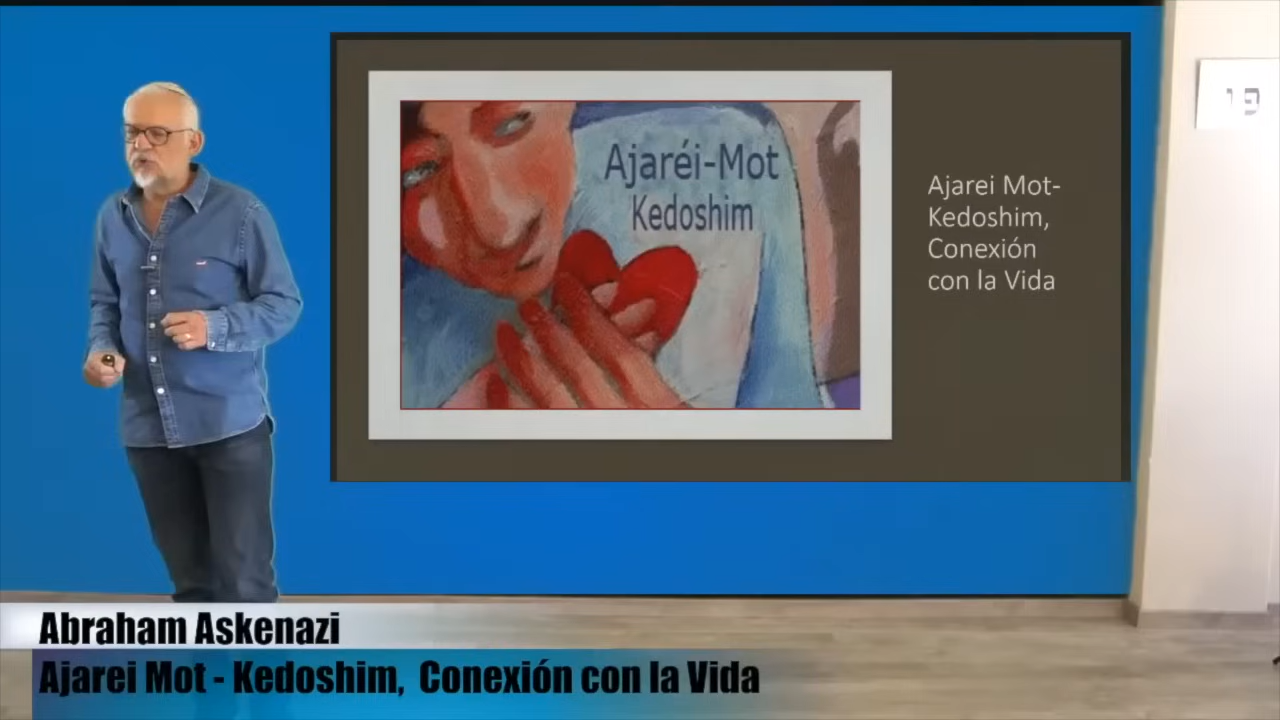 Ajaréi-Mot
Kedoshim
Ajarei Mot-
Kedoshim,
Conexión
con la Vida
פ י
Abraham Askenazi
Ajarei Mot - Kedoshim, Conexión con la Vida